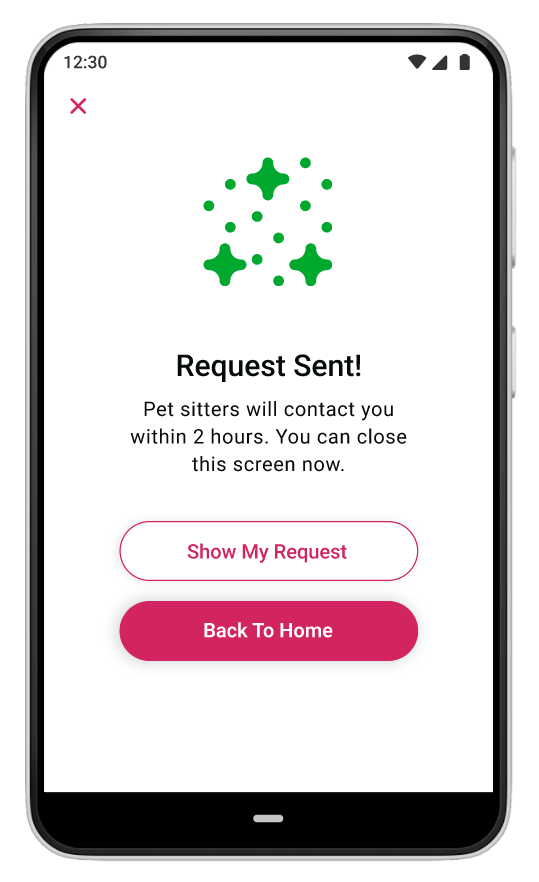 12:30
Request Sent!
Pet sitters will contact you
within 2 hours. You can close
this screen now.
Show My Request
Back To Home